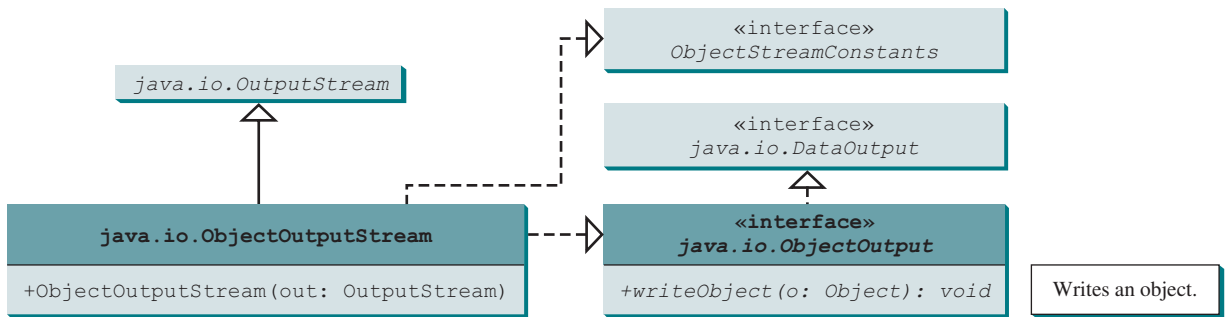 «interface»
ObjectStreamConstants
java.io.OutputStream
«interface»
java.io.DataOutput
java.io.ObjectOutputStream
+ObjectOutputStream(out: OutputStream)
«interface»
java.io.ObjectOutput
+writeObject(o: Object): void
Writes an object.